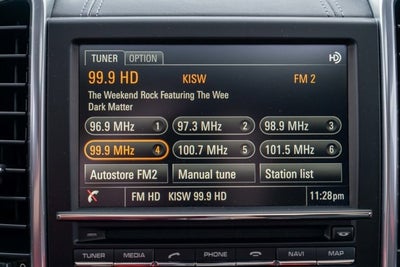 TUNER OPTION
99.9 HD KISW FM 2
The Weekend Rock Featuring The Wee
Dark Matter
96.9 MHz 1 97.3 MHz 2 98.9 MHz 3
99.9 MHz 4 100.7 MHz 5 101.5 MHz 6
Autostore FM2 Manual tune Station list
FM HD KISW 99.9 HD 11:28pm
TUNER MEDIA PHONE NAVI MAP